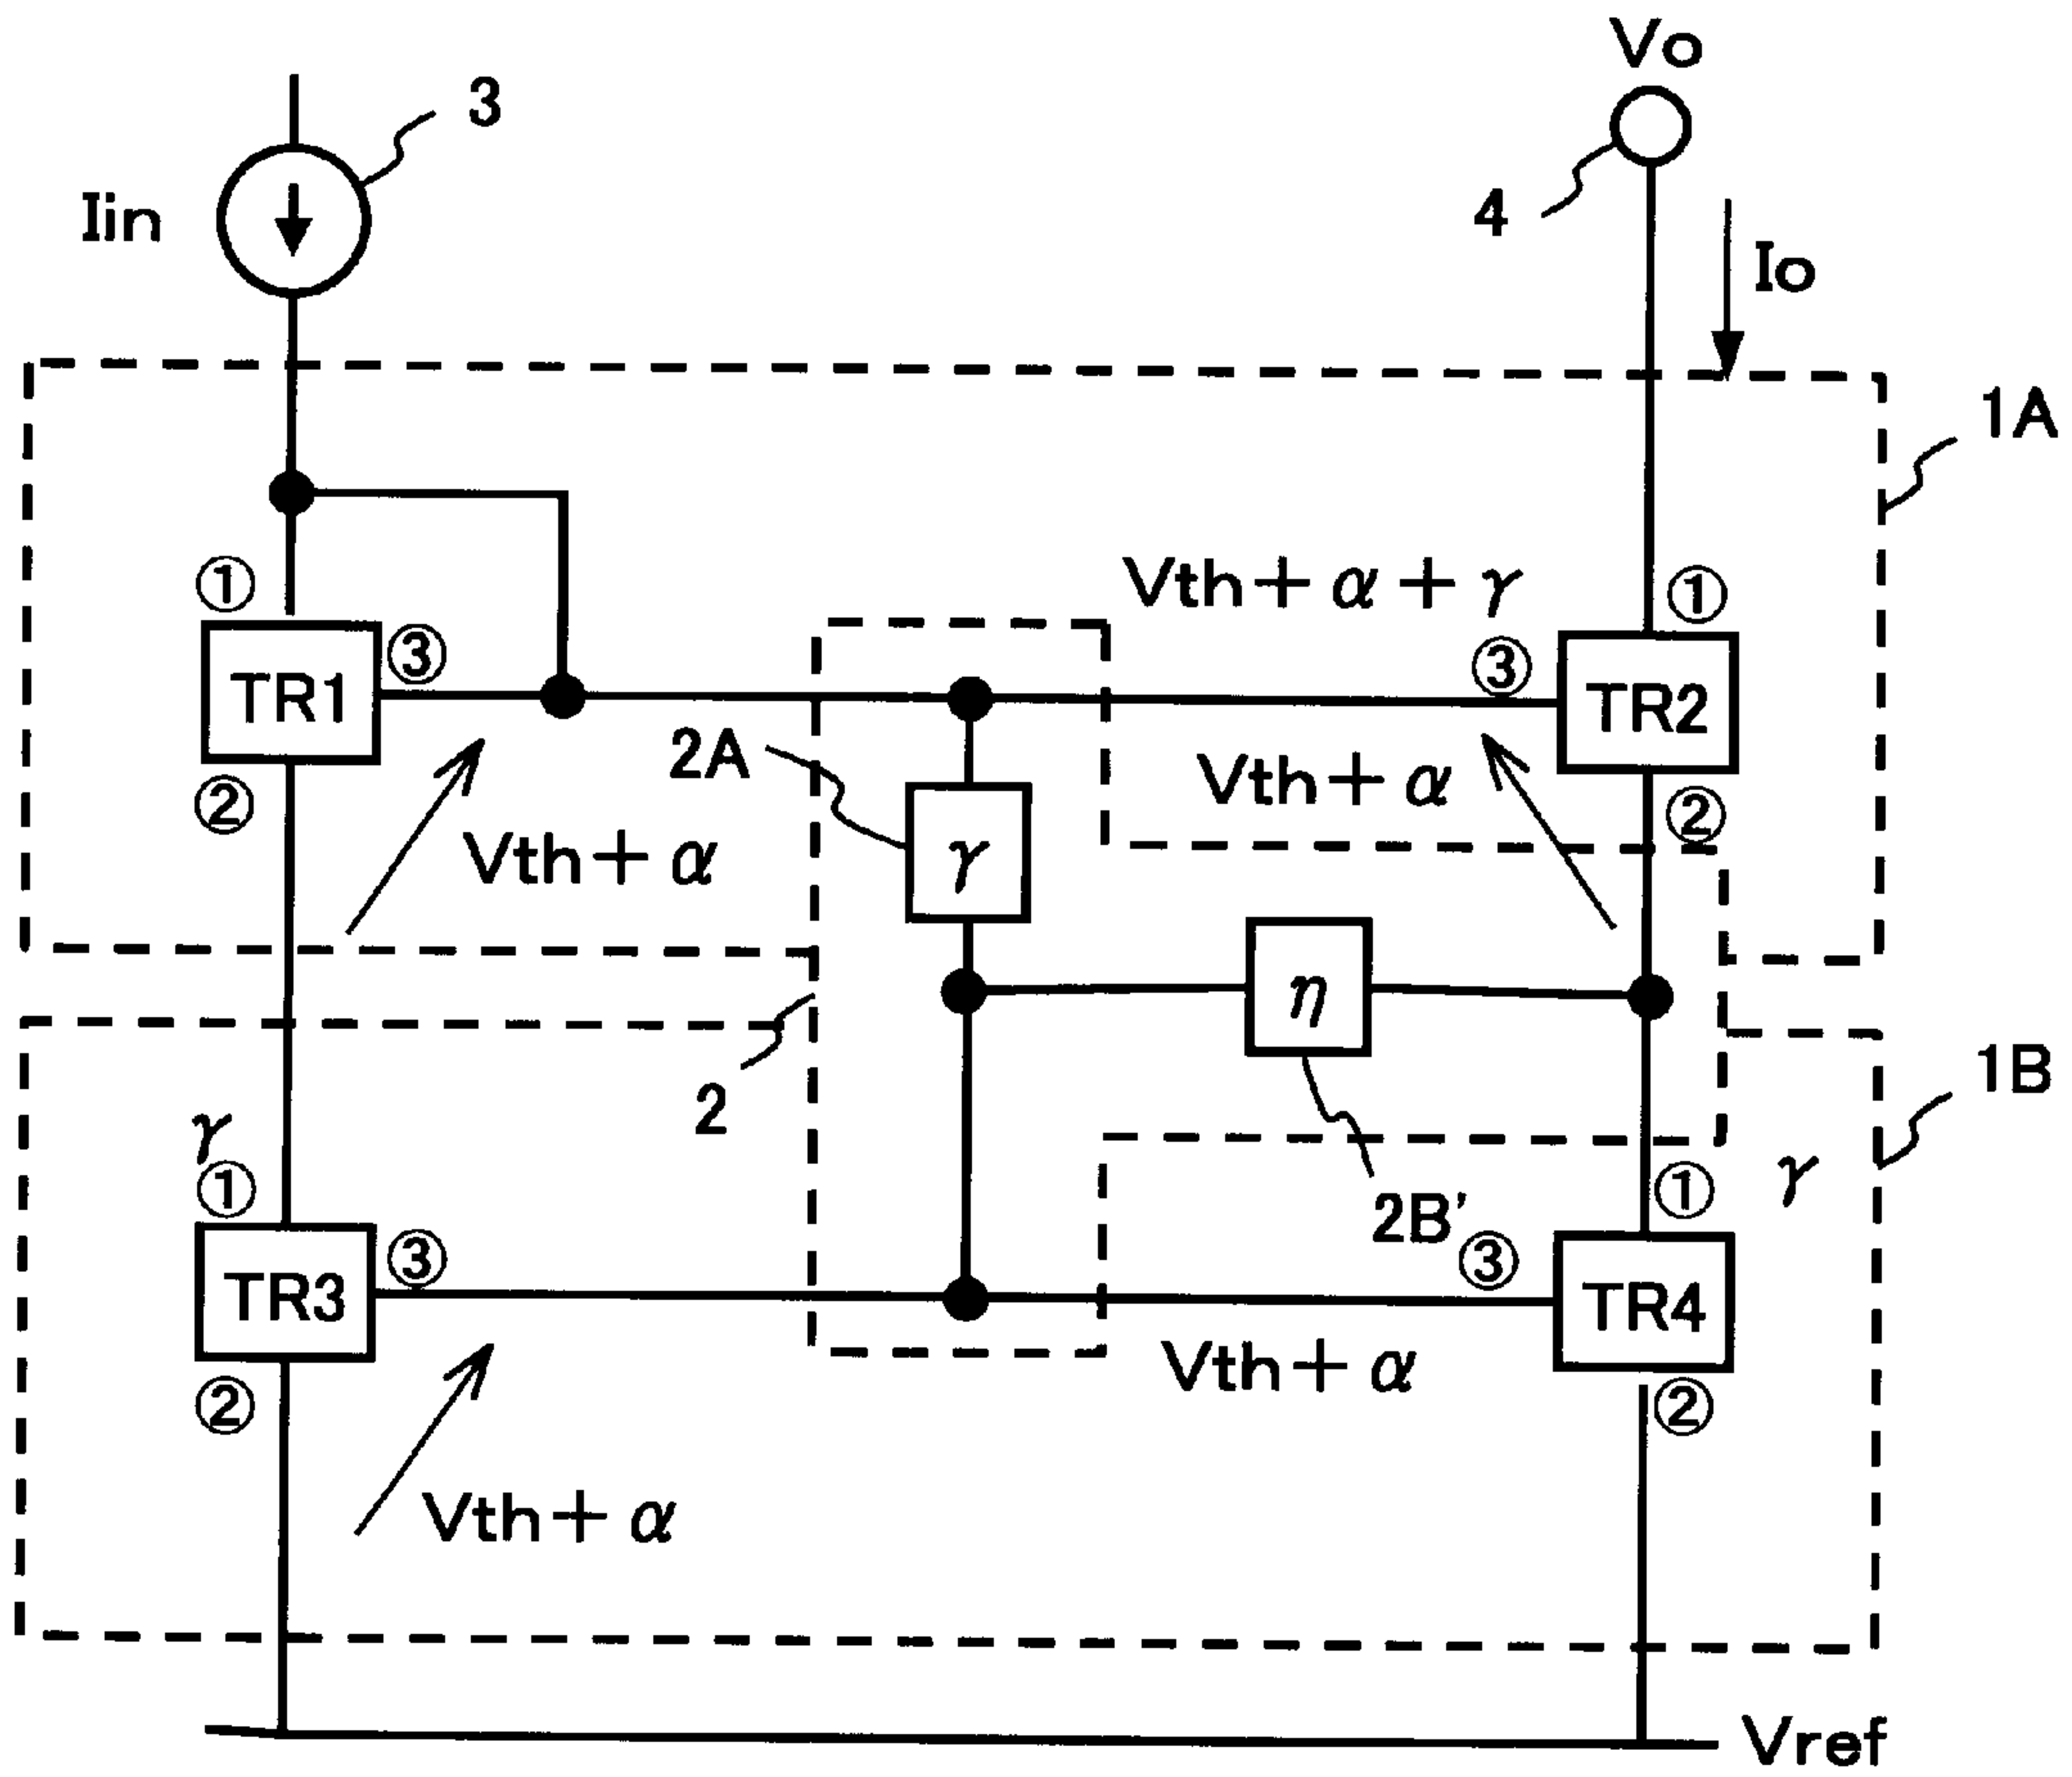 Vo
3
Iin
4
Io
1A
①
Vth+α+γ
①
③
③
TR1
TR2
2A
Vth+α
②
②
Vth+α
γ
η
1B
2
γ
γ
①
①
2B'
③
③
TR3
TR4
Vth+α
②
②
Vth+α
Vref